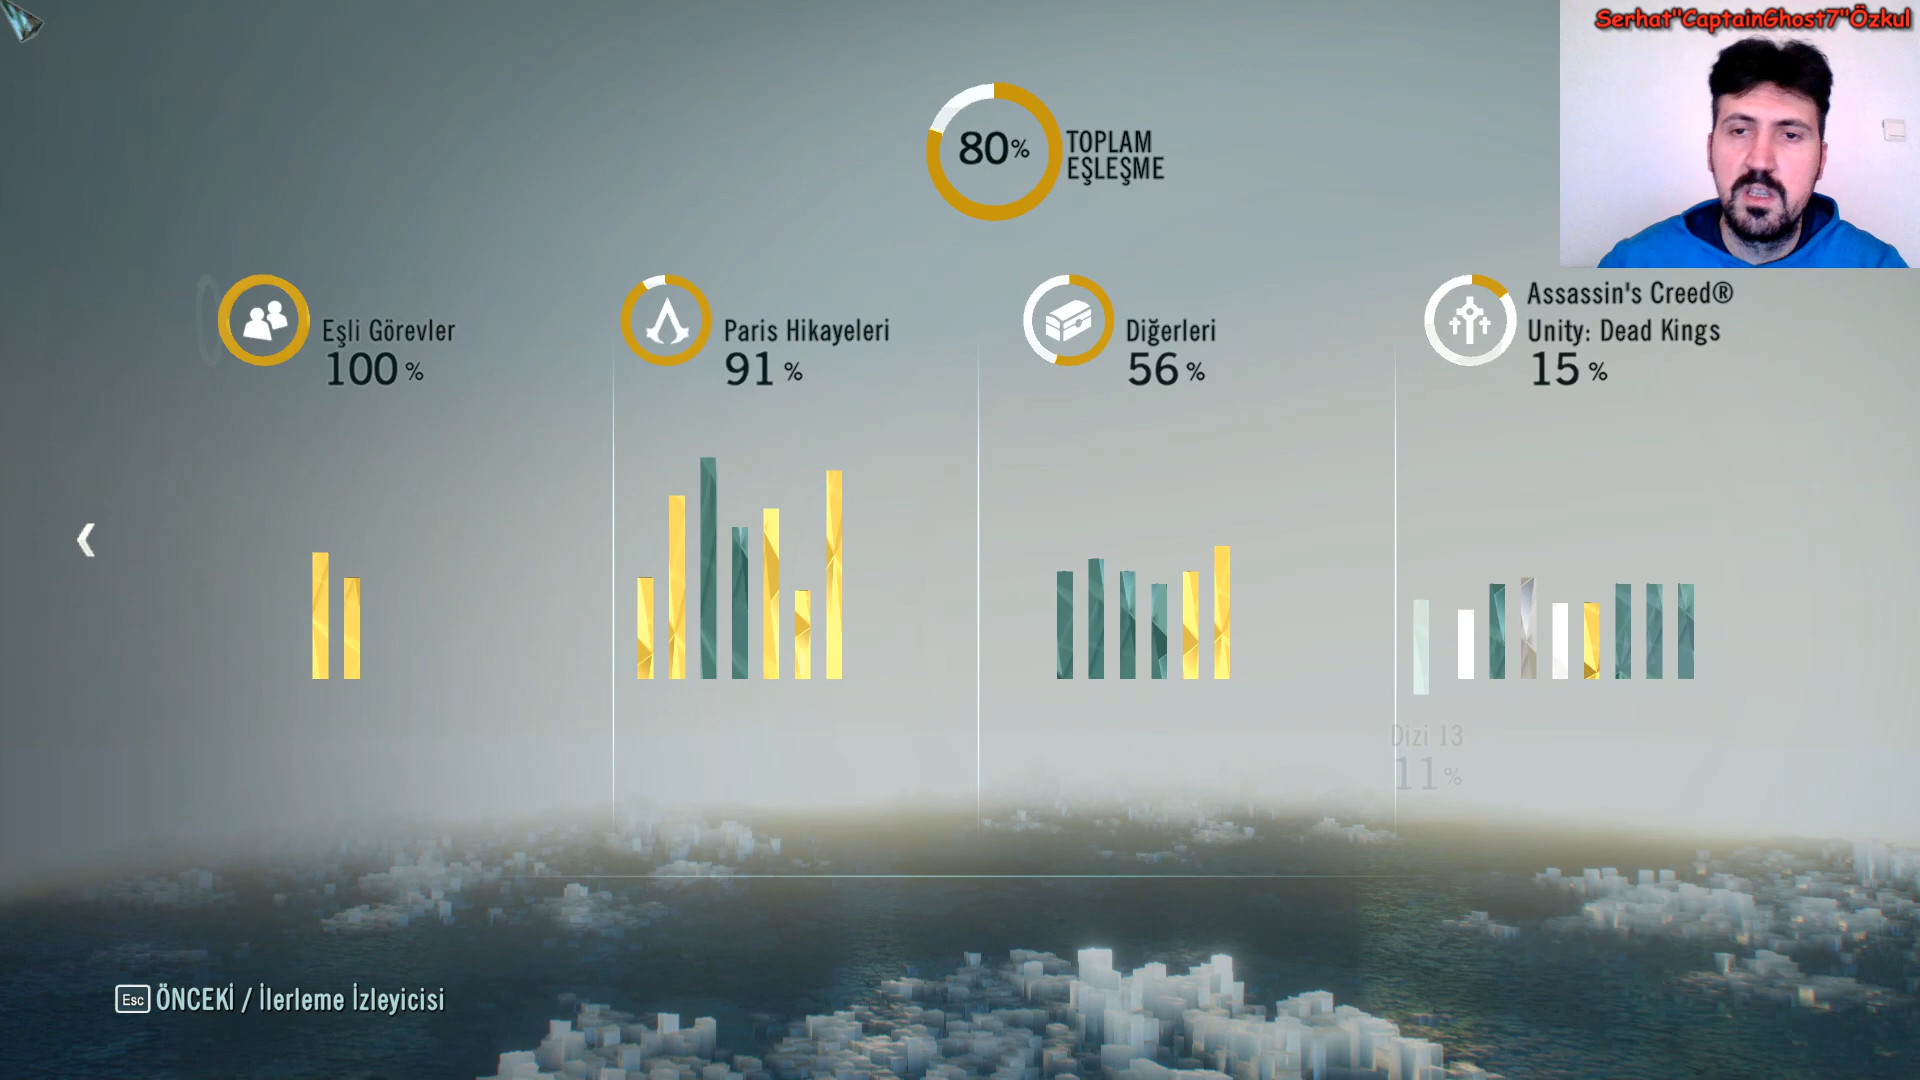 Serhat"CaptainGhost7"Özkul
80%
TOPLAM
EŞLEŞME
Eşli Görevler
100 %
Paris Hikayeleri
91 %
Diğerleri
56 %
Assassin's Creed®
Unity: Dead Kings
15 %
Dizi 13
11%
Esc ÖNCEKİ / İlerleme İzleyicisi